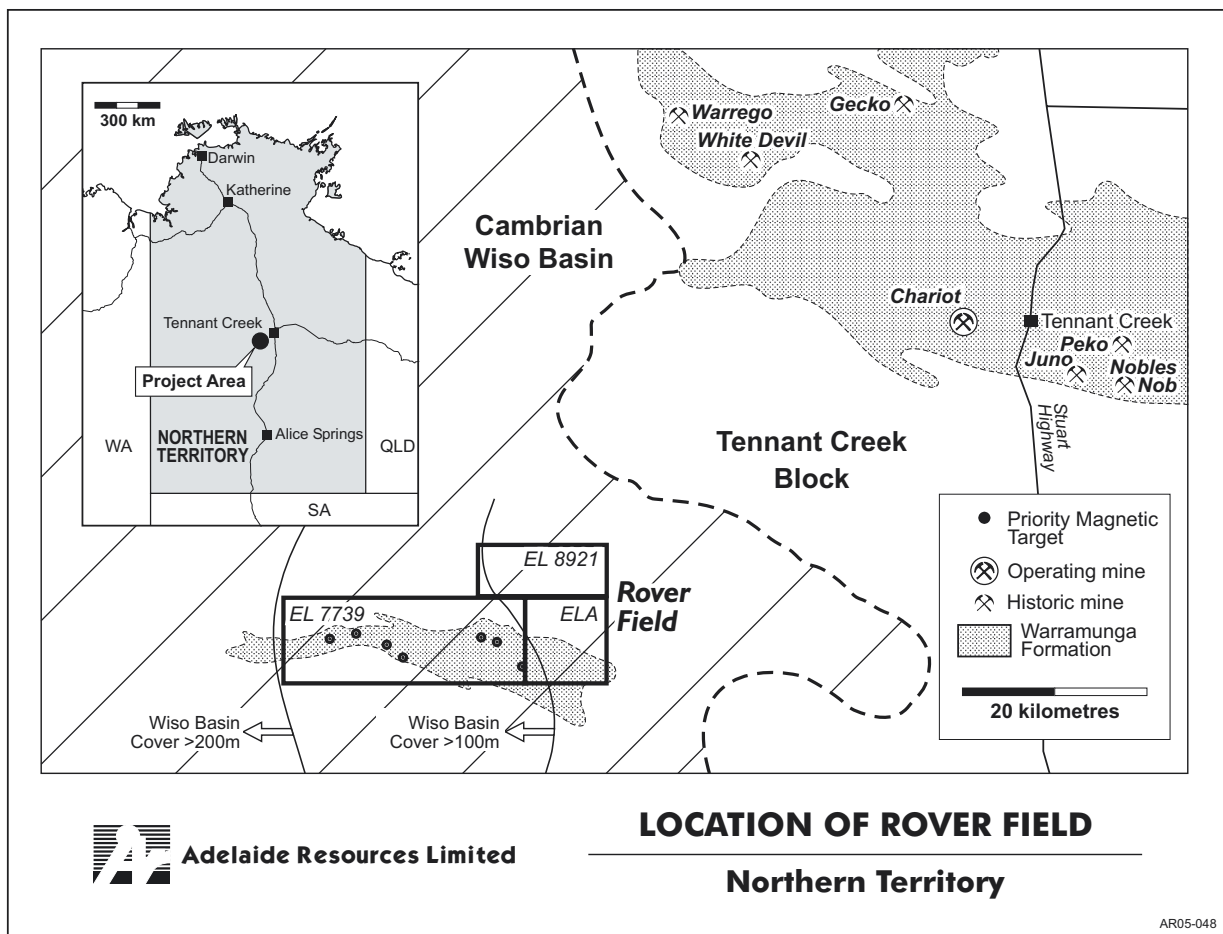 300 km
Darwin
Katherine
Tennant Creek
Project Area
Alice Springs
WA
NORTHERN
TERRITORY
QLD
SA
Cambrian
Wiso Basin
Warrego
Gecko
White Devil
Chariot
Tennant Creek
Peko
Juno
Nobles
Nob
Stuart
Highway
Tennant Creek
Block
EL 8921
EL 7739
ELA
Rover
Field
Wiso Basin
Cover >200m
Wiso Basin
Cover >100m
Priority Magnetic
Target
Operating mine
Historic mine
Warramunga
Formation
20 kilometres
Adelaide Resources Limited
LOCATION OF ROVER FIELD
Northern Territory
AR05-048